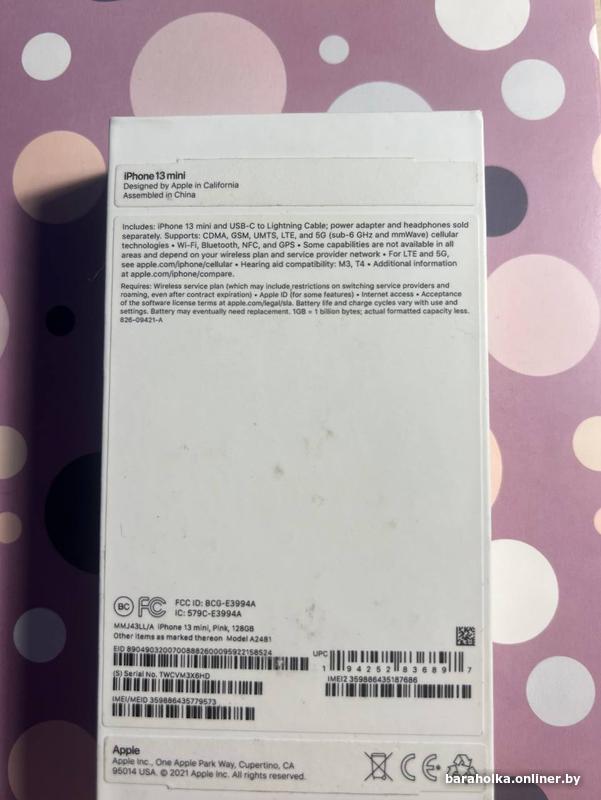 iPhone 13 mini
Designed by Apple in California
Assembled in China
Includes: iPhone 13 mini and USB-C to Lightning Cable; power adapter and headphones sold
separately. Supports: CDMA, GSM, UMTS, LTE, and 5G (sub-6 GHz and mmWave) cellular
technologies • Wi-Fi, Bluetooth, NFC, and GPS • Some capabilities are not available in all
areas and depend on your wireless plan and service provider network • For LTE and 5G,
see apple.com/iphone/cellular • Hearing aid compatibility: M3, T4 • Additional information
at apple.com/iphone/compare.
Requires: Wireless service plan (which may include restrictions on switching service providers and
roaming, even after contract expiration) • Apple ID (for some features) • Internet access • Acceptance
of the software license terms at apple.com/legal/sla. Battery life and charge cycles vary with use and
settings. Battery may eventually need replacement. 1GB = 1 billion bytes; actual formatted capacity less.
826-09421-A
BC FC FCC ID: BCG-E3994A
IC: 579C-E3994A
MMJ43LL/A iPhone 13 mini, Pink, 128GB
Other items as marked thereon Model A2481
EID 89049032007008882600095922158524
(S) Serial No. TWCVM3X6HD
IMEI/MEID 359886435779573
UPC
1 94252 83689 7
IMEI2 359886435187686
Apple
Apple Inc., One Apple Park Way, Cupertino, CA
95014 USA. © 2021 Apple Inc. All rights reserved.
CE
baraholka.onliner.by